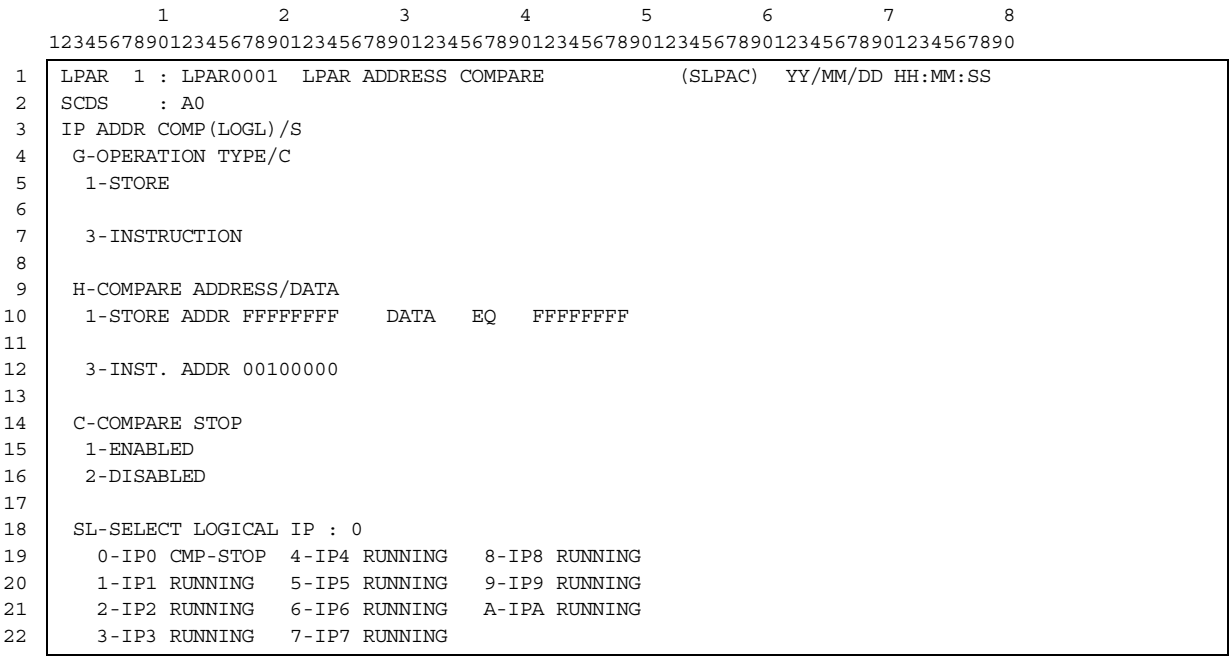 1 2 3 4 5 6 7 8
12345678901234567890123456789012345678901234567890123456789012345678901234567890
1 LPAR 1 : LPAR0001 LPAR ADDRESS COMPARE (SLPAC) YY/MM/DD HH:MM:SS
2 SCDS : A0
3 IP ADDR COMP(LOGL)/S
4 G-OPERATION TYPE/C
5 1-STORE
6
7 3-INSTRUCTION
8
9 H-COMPARE ADDRESS/DATA
10 1-STORE ADDR FFFFFFFF DATA EQ FFFFFFFF
11
12 3-INST. ADDR 00100000
13
14 C-COMPARE STOP
15 1-ENABLED
16 2-DISABLED
17
18 SL-SELECT LOGICAL IP : 0
19 0-IP0 CMP-STOP 4-IP4 RUNNING 8-IP8 RUNNING
20 1-IP1 RUNNING 5-IP5 RUNNING 9-IP9 RUNNING
21 2-IP2 RUNNING 6-IP6 RUNNING A-IPA RUNNING
22 3-IP3 RUNNING 7-IP7 RUNNING